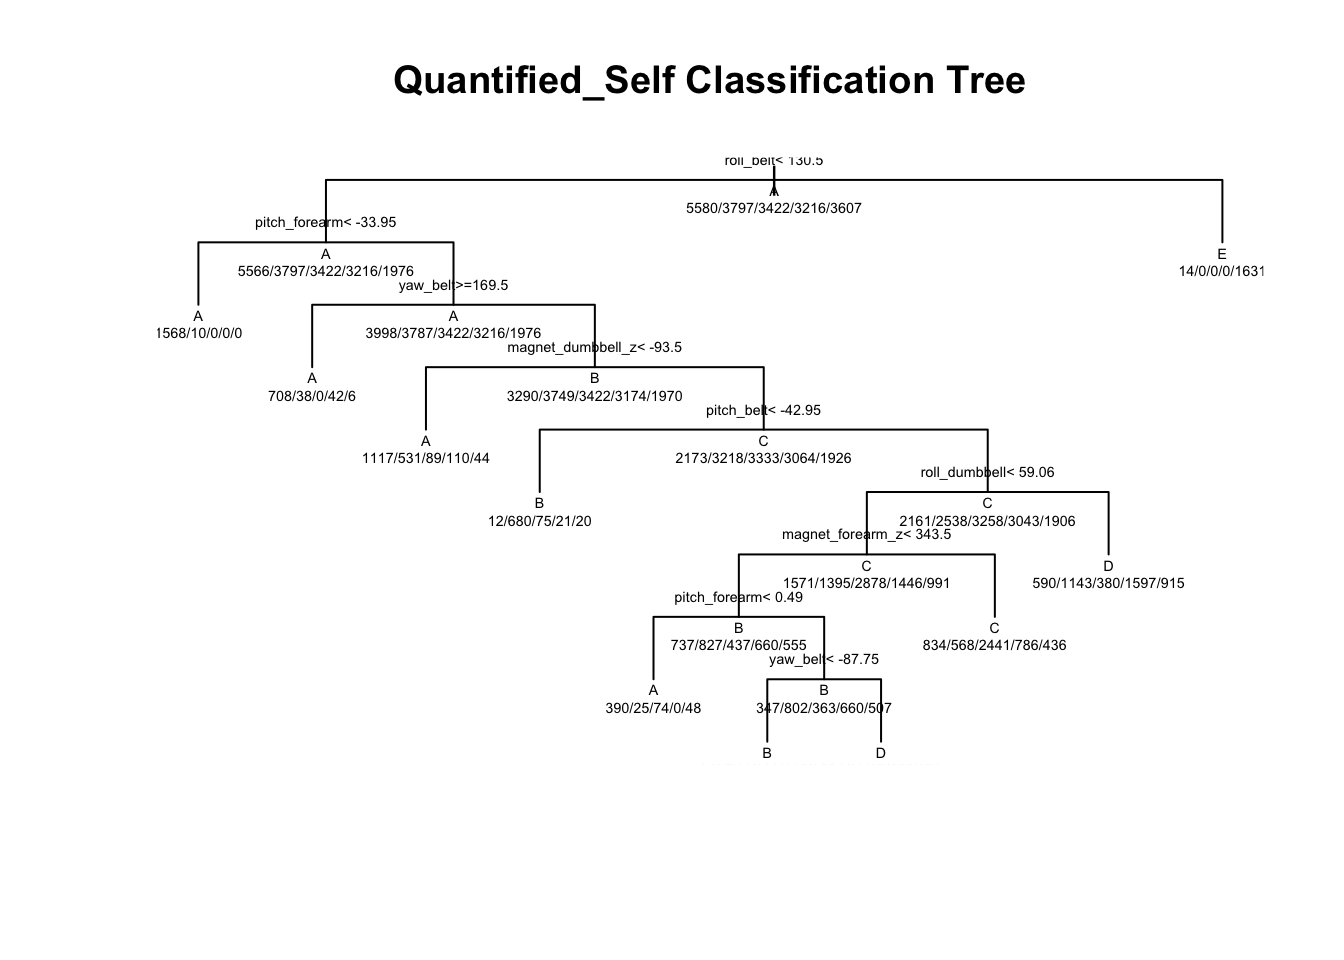 Quantified_Self Classification Tree
roll_belt< 130.5
A
5580/3797/3422/3216/3607
pitch_forearm< -33.95
A
5566/3797/3422/3216/1976
E
14/0/0/0/1631
yaw_belt>=169.5
A
1568/10/0/0/0
A
3998/3787/3422/3216/1976
magnet_dumbbell_z< -93.5
A
708/38/0/42/6
B
3290/3749/3422/3174/1970
pitch_belt< -42.95
A
1117/531/89/110/44
C
2173/3218/3333/3064/1926
roll_dumbbell< 59.06
B
12/680/75/21/20
C
2161/2538/3258/3043/1906
magnet_forearm_z< 343.5
C
1571/1395/2878/1446/991
D
590/1143/380/1597/915
pitch_forearm< 0.49
B
737/827/437/660/555
C
834/568/2441/786/436
yaw_belt< -87.75
A
390/25/74/0/48
B
347/802/363/660/507
B
D